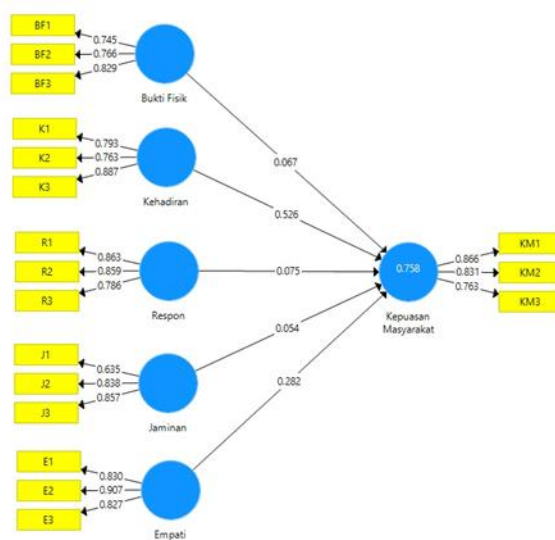 BF1
0.745
BF2
0.766
0.829
BF3
Bukti Fisik
K1
0.793
K2
0.763
0.887
K3
Kehadiran
R1
0.863
R2
0.859
0.786
R3
Respon
J1
0.635
J2
0.838
0.857
J3
Jaminan
E1
0.830
E2
0.907
0.827
E3
Empati
0.067
0.526
0.075
0.054
0.282
0.758
Kepuasan
Masyarakat
0.866
KM1
0.831
KM2
0.763
KM3